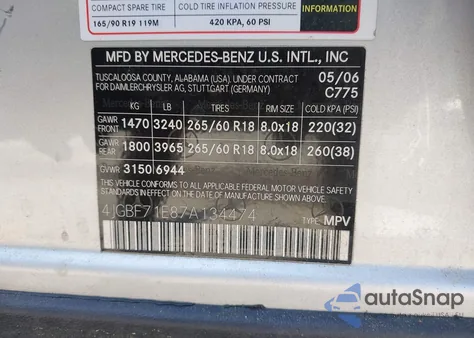 COMPACT SPARE TIRE
COLD TIRE INFLATION PRESSURE
165/90 R19 119M
420 KPA, 60 PSI
MFD BY MERCEDES-BENZ U.S. INTL., INC
TUSCALOOSA COUNTY, ALABAMA (USA). UNDER CONTRACT 05/06
FOR DAIMLERCHRYSLER AG, STUTTGART (GERMANY) C775
KG LB TIRE SIZE RIM SIZE COLD KPA (PSI)
GAWR FRONT 1470 3240 265/60 R18 8.0x18 220(32)
GAWR REAR 1800 3965 265/60 R18 8.0x18 260(38)
GVWR 3150 6944
THIS VEHICLE CONFORMS TO ALL APPLICABLE U.S.
FEDERAL MOTOR VEHICLE SAFETY STANDARDS IN
EFFECT ON THE DATE OF MANUFACTURE SHOWN ABOVE.
4JGBF71E87A134474
TYPE: MPV
autoSnap